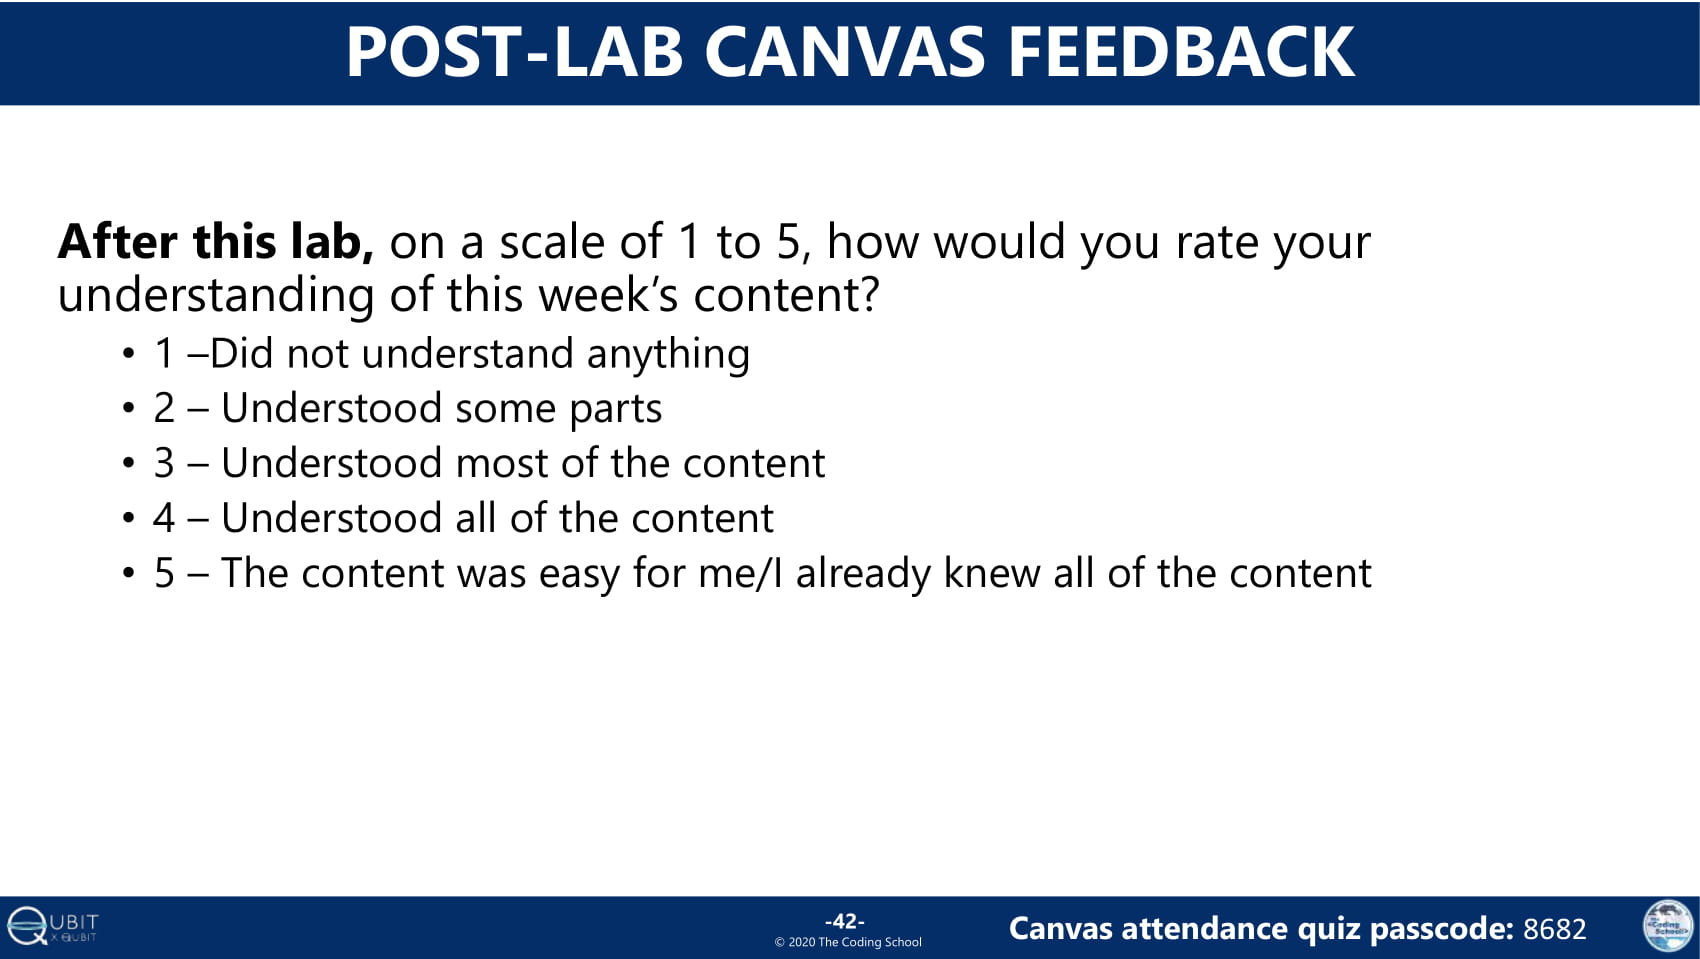 POST-LAB CANVAS FEEDBACK
After this lab, on a scale of 1 to 5, how would you rate your
understanding of this week’s content?
• 1 –Did not understand anything
• 2 – Understood some parts
• 3 – Understood most of the content
• 4 – Understood all of the content
• 5 – The content was easy for me/I already knew all of the content
QUBIT
X QUBIT
-42-
© 2020 The Coding School
Canvas attendance quiz passcode: 8682
The
Coding
School